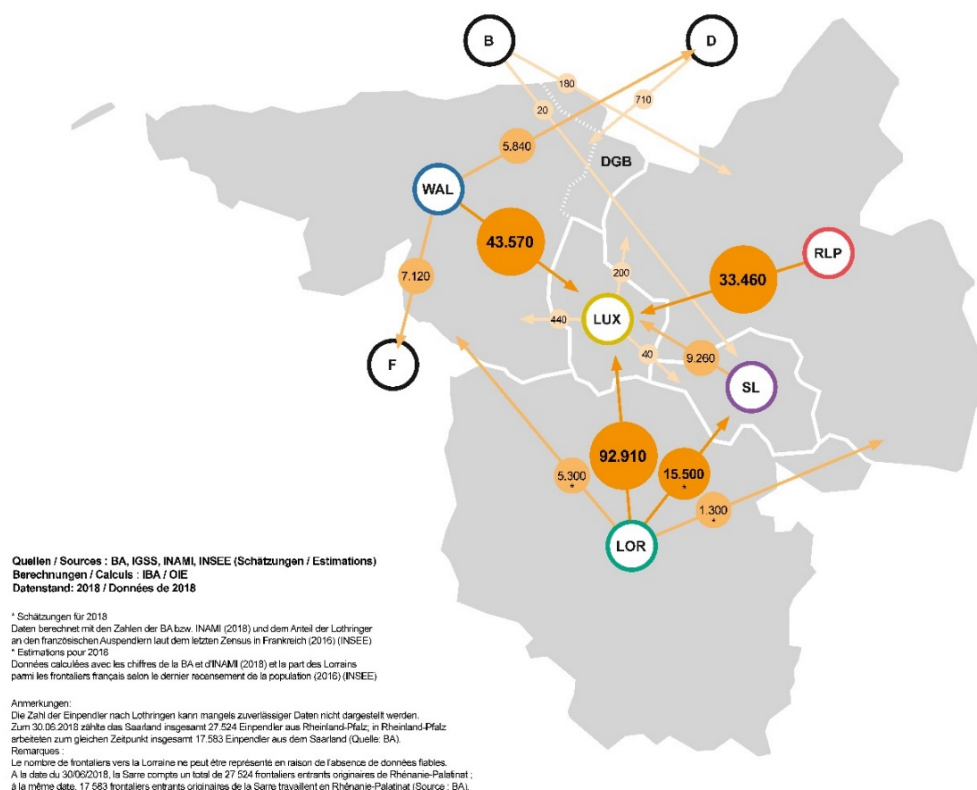 B
D
180
710
20
5.840
DGB
WAL
43.570
RLP
33.460
7.120
200
LUX
440
40
9.260
F
SL
92.910
15.500
*
5.300
*
1.300
*
LOR
Quellen / Sources : BA, IGSS, INAMI, INSEE (Schätzungen / Estimations)
Berechnungen / Calculs : IBA / OIE
Datenstand: 2018 / Données de 2018
* Schätzungen für 2018
Daten berechnet mit den Zahlen der BA bzw. INAMI (2018) und dem Anteil der Lothringer
an den französischen Auspendlern laut dem letzten Zensus in Frankreich (2016) (INSEE)
* Estimations pour 2018
Données calculées avec les chiffres de la BA et d'INAMI (2018) et la part des Lorrains
parmi les frontaliers français selon le dernier recensement de la population (2016) (INSEE)
Anmerkungen:
Die Zahl der Einpendler nach Lothringen kann mangels zuverlässiger Daten nicht dargestellt werden.
Zum 30.06.2018 zählte das Saarland insgesamt 27.524 Einpendler aus Rheinland-Pfalz; in Rheinland-Pfalz
arbeiteten zum gleichen Zeitpunkt insgesamt 17.583 Einpendler aus dem Saarland (Quelle: BA).
Remarques :
Le nombre de frontaliers vers la Lorraine ne peut être représenté en raison de l'absence de données fiables.
A la date du 30/06/2018, la Sarre compte un total de 27 524 frontaliers entrants originaires de Rhénanie-Palatinat ;
à la même date, 17 583 frontaliers entrants originaires de la Sarre travaillent en Rhénanie-Palatinat (Source : BA).